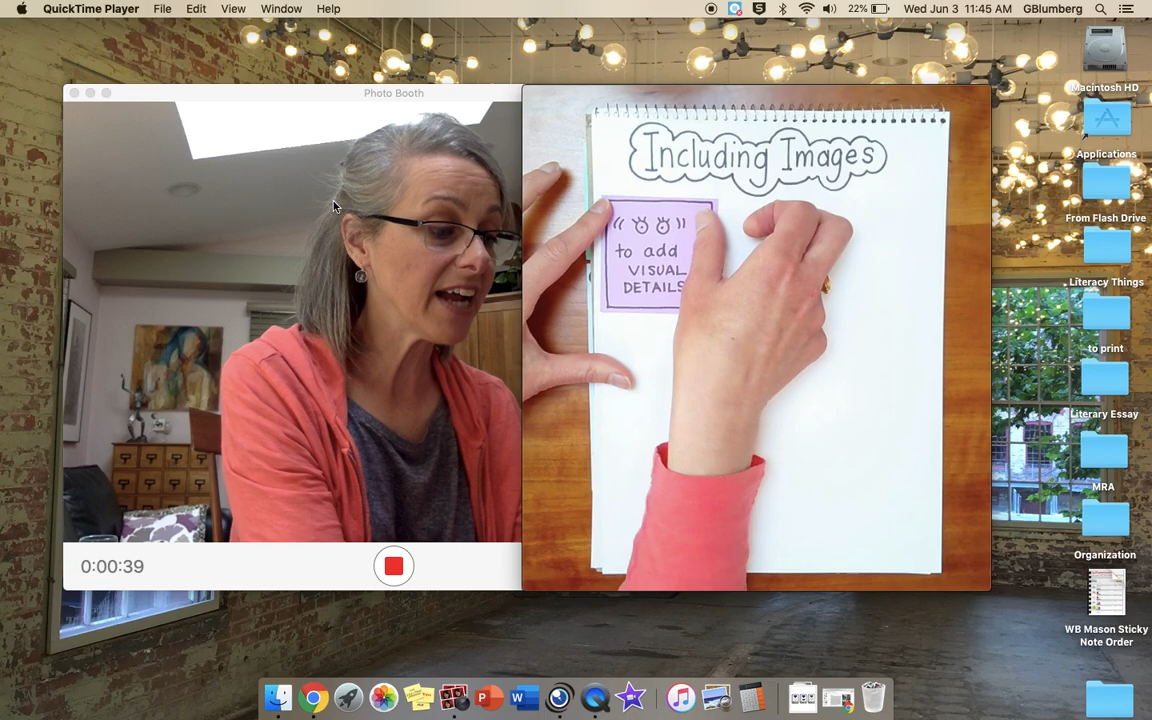 QuickTime Player File Edit View Window Help 22% Wed Jun 3 11:45 AM GBlumberg
Photo Booth
Including Images
to add
VISUAL
DETAILS
0:00:39
Macintosh HD
Applications
From Flash Drive
Literacy Things
to print
Literary Essay
MRA
Organization
WB Mason Sticky
Note Order